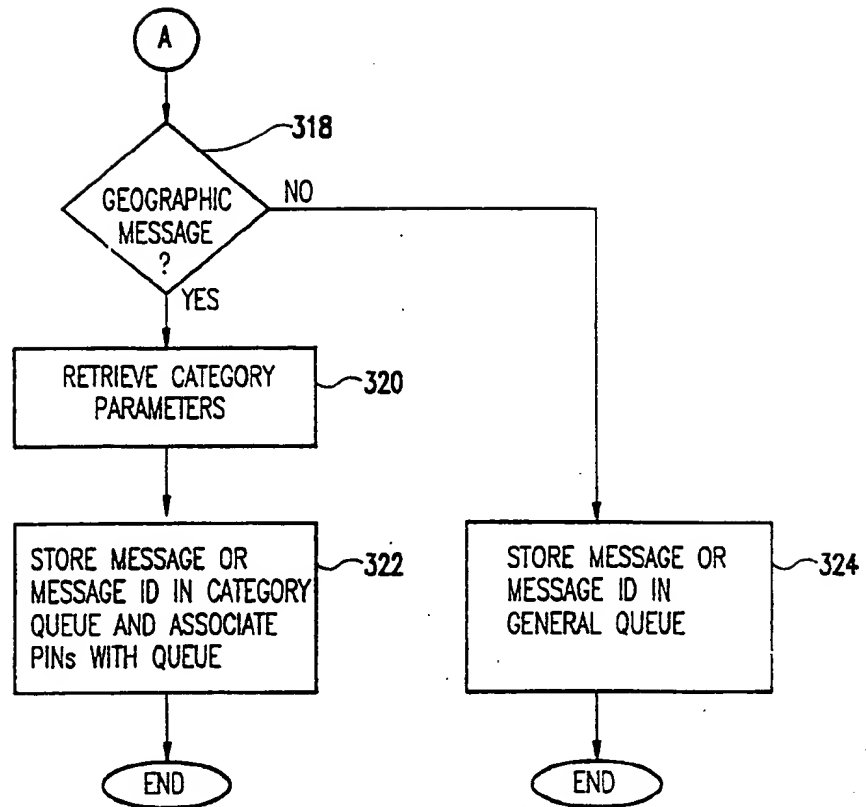 A
318
GEOGRAPHIC
MESSAGE
?
NO
YES
RETRIEVE CATEGORY
PARAMETERS
320
STORE MESSAGE OR
MESSAGE ID IN CATEGORY
QUEUE AND ASSOCIATE
PINs WITH QUEUE
322
STORE MESSAGE OR
MESSAGE ID IN
GENERAL QUEUE
324
END
END